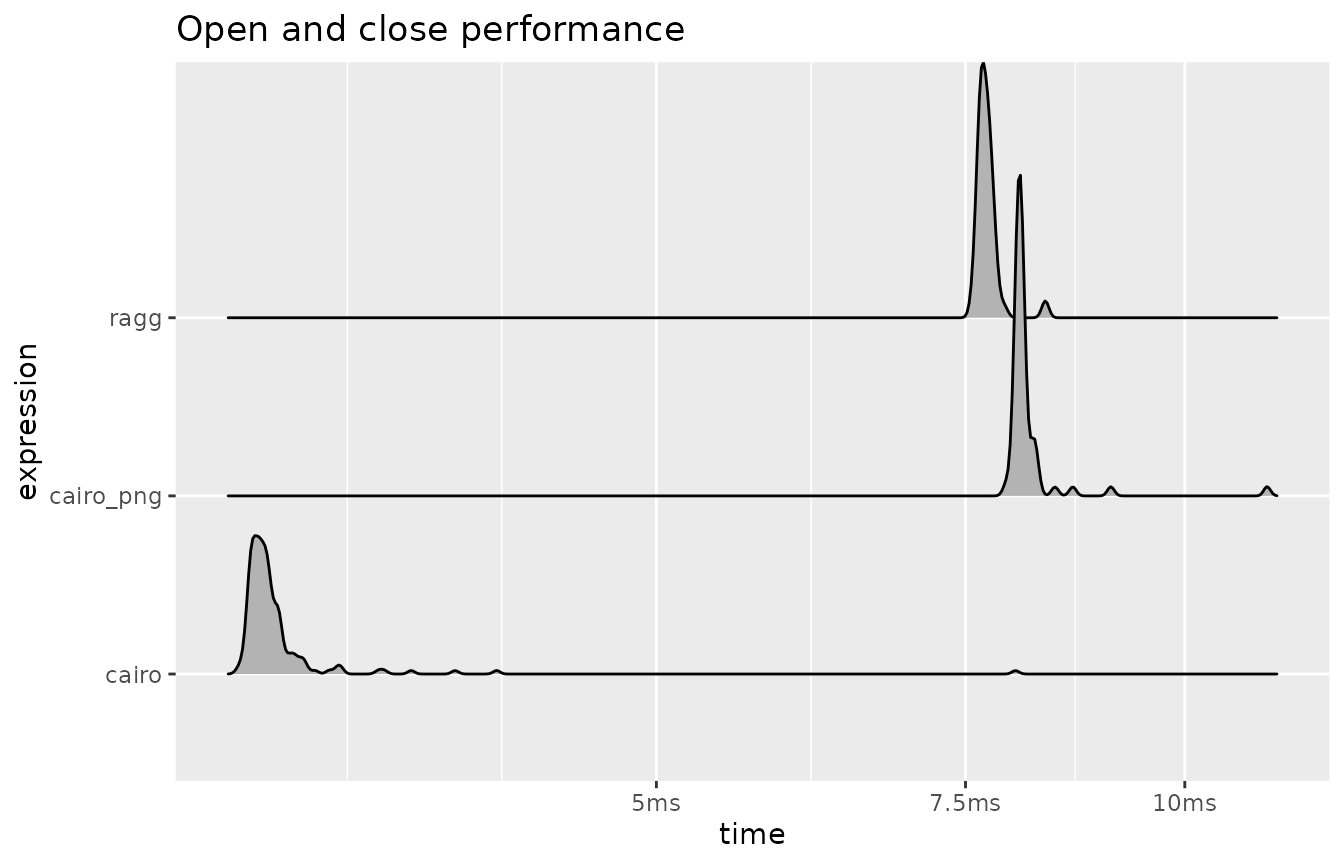 Open and close performance
expression
ragg
cairo_png
cairo
5ms
7.5ms
10ms
time